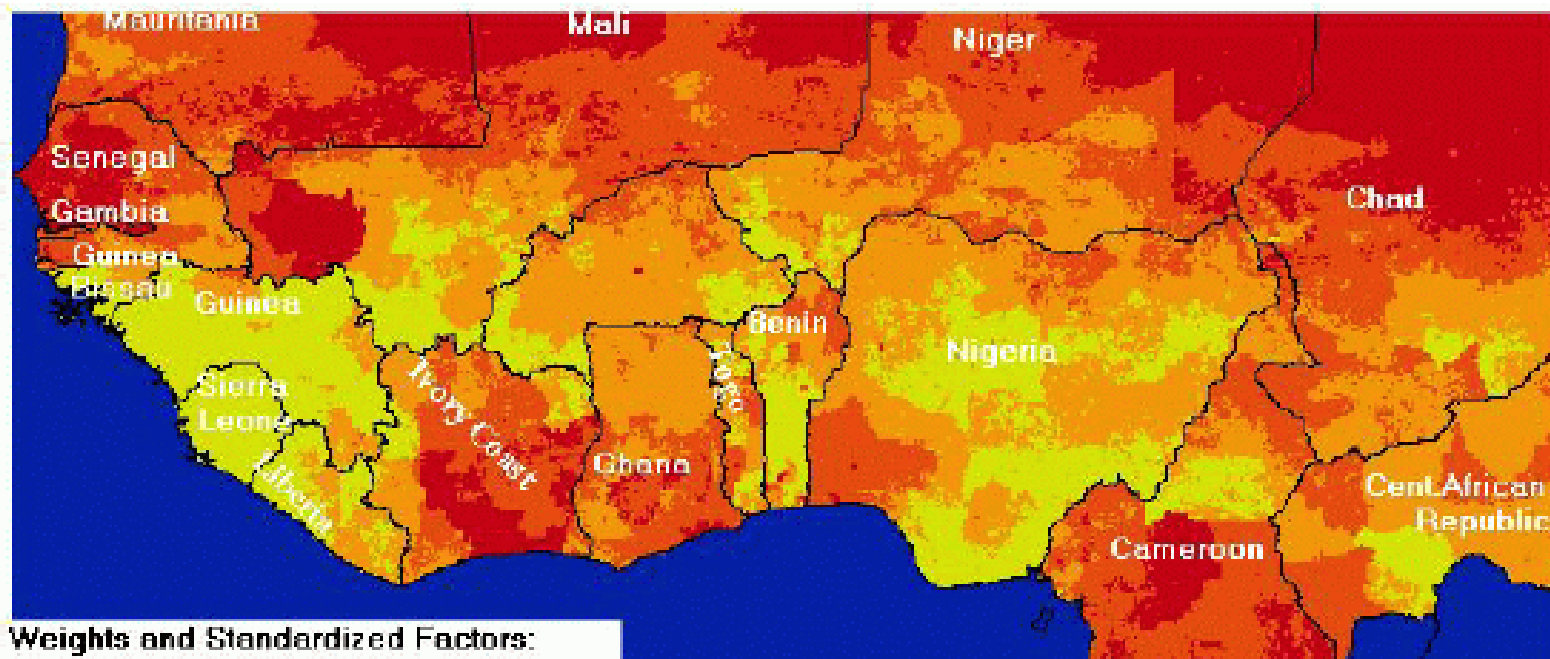 Mauritania
Mali
Niger
Senegal
Chad
Gambia
Guinea
Bissau
Guinea
Benin
Nigeria
Togo
Ivory Coast
Sierra
Leone
Liberia
Ghana
Cent.African
Republic
Cameroon
Weights and Standardized Factors: